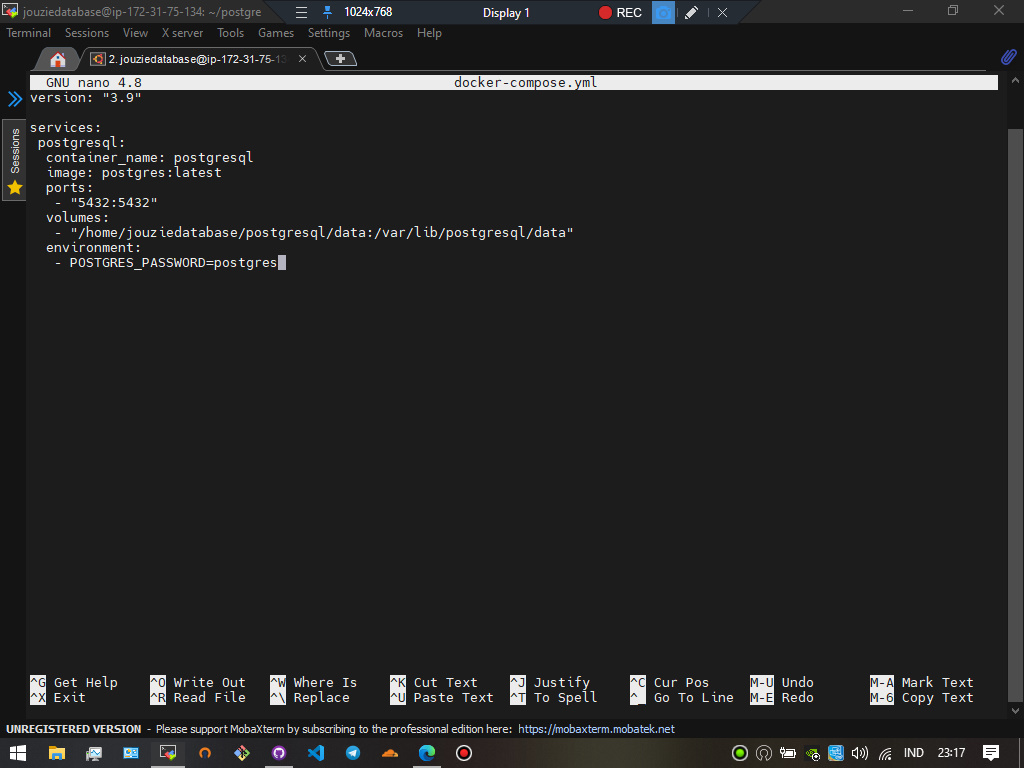 jouziedatabase@ip-172-31-75-134: ~/postgre
1024x768
Display 1
REC
Terminal Sessions View X server Tools Games Settings Macros Help
2. jouziedatabase@ip-172-31-75-13
GNU nano 4.8 docker-compose.yml
Sessions
version: "3.9"
services:
postgresql:
container_name: postgresql
image: postgres:latest
ports:
- "5432:5432"
volumes:
- "/home/jouziedatabase/postgresql/data:/var/lib/postgresql/data"
environment:
- POSTGRES_PASSWORD=postgres
^G Get Help ^O Write Out ^W Where Is ^K Cut Text ^J Justify ^C Cur Pos M-U Undo M-A Mark Text
^X Exit ^R Read File ^\ Replace ^U Paste Text ^T To Spell ^_ Go To Line M-E Redo M-6 Copy Text
UNREGISTERED VERSION - Please support MobaXterm by subscribing to the professional edition here: https://mobaxterm.mobatek.net
IND 23:17